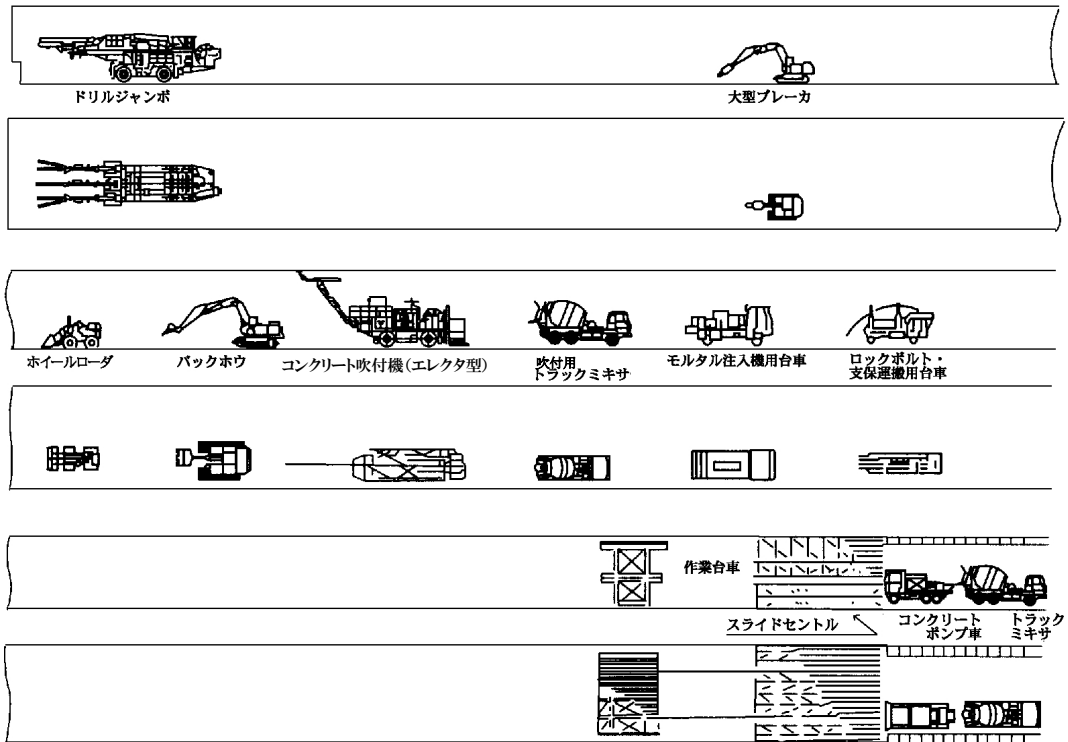 ドリルジャンボ
大型ブレーカ
ホイールローダ
バックホウ
コンクリート吹付機(エレクタ型)
吹付用
トラックミキサ
モルタル注入機用台車
ロックボルト・
支保運搬用台車
作業台車
スライドセントル
コンクリート
ポンプ車
トラック
ミキサ